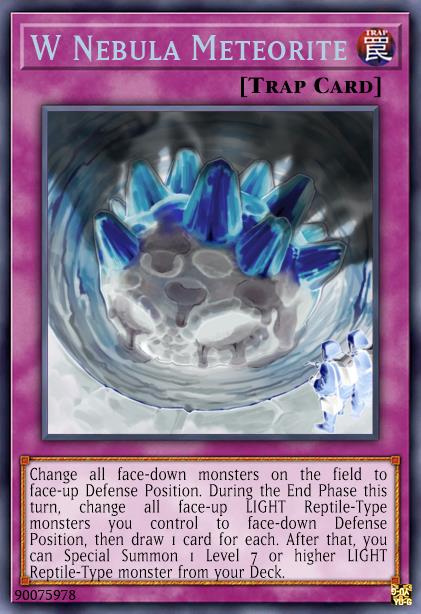 W Nebula Meteorite
TRAP
罠
[Trap Card]
Change all face-down monsters on the field to
face-up Defense Position. During the End Phase this
turn, change all face-up LIGHT Reptile-Type
monsters you control to face-down Defense
Position, then draw 1 card for each. After that, you
can Special Summon 1 Level 7 or higher LIGHT
Reptile-Type monster from your Deck.
90075978